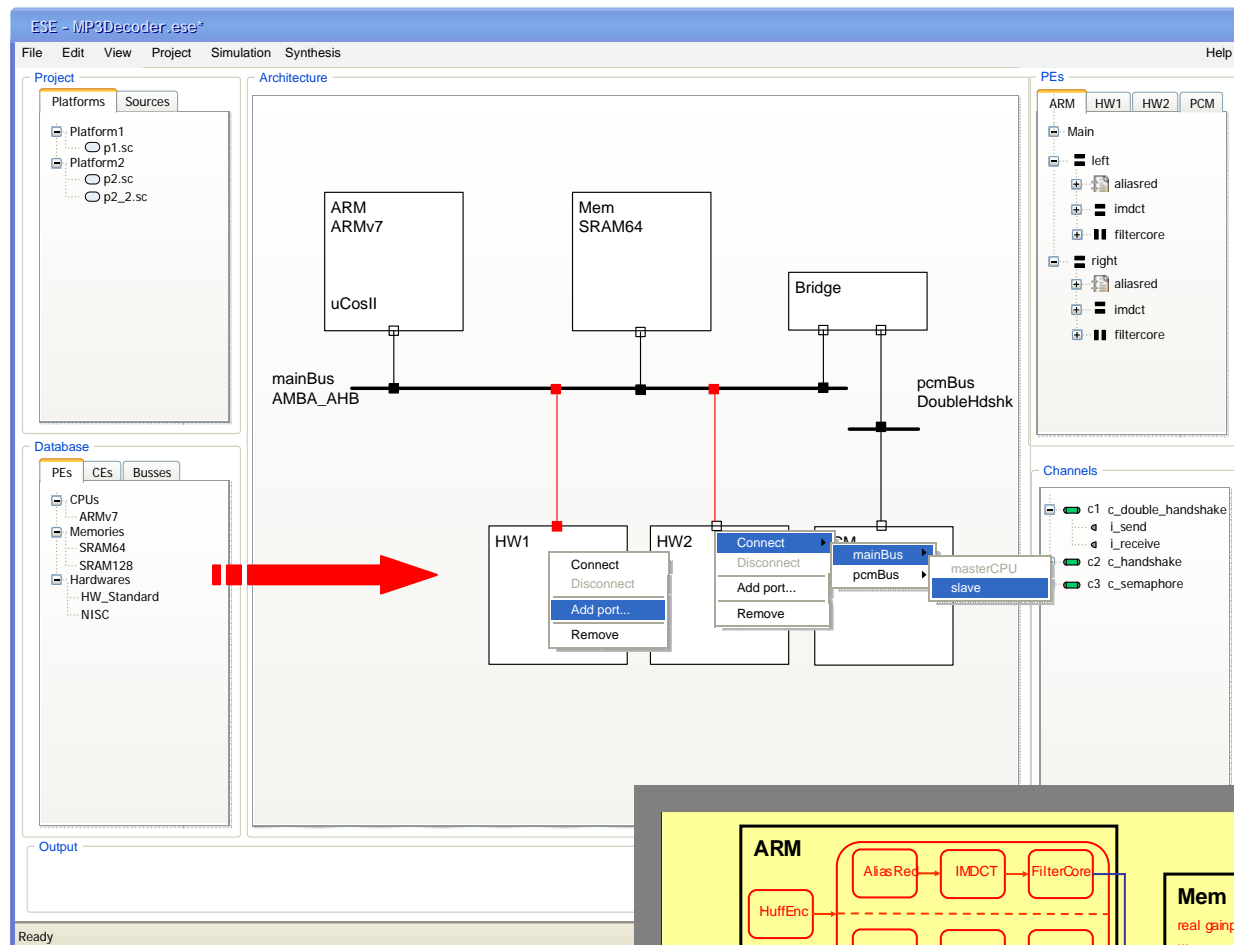 ESE - MP3Decoder.ese*
File Edit View Project Simulation Synthesis Help
Project
Platforms Sources
Platform1
p1.sc
Platform2
p2.sc
p2_2.sc
Database
PEs CEs Busses
CPUs
ARMv7
Memories
SRAM64
SRAM128
Hardwares
HW_Standard
NISC
Architecture
ARM
ARMv7
uCosII
Mem
SRAM64
Bridge
mainBus
AMBA_AHB
pcmBus
DoubleHdshk
HW1
Connect
Disconnect
Add port...
Remove
HW2
Connect
Disconnect
Add port...
Remove
mainBus
pcmBus
masterCPU
slave
PEs
ARM HW1 HW2 PCM
Main
left
aliasred
imdct
filtercore
right
aliasred
imdct
filtercore
Channels
c1 c_double_handshake
i_send
i_receive
c2 c_handshake
c3 c_semaphore
Output
Ready
ARM
AliasRed IMDCT FilterCore
HuffEnc
Mem
real gainp
...